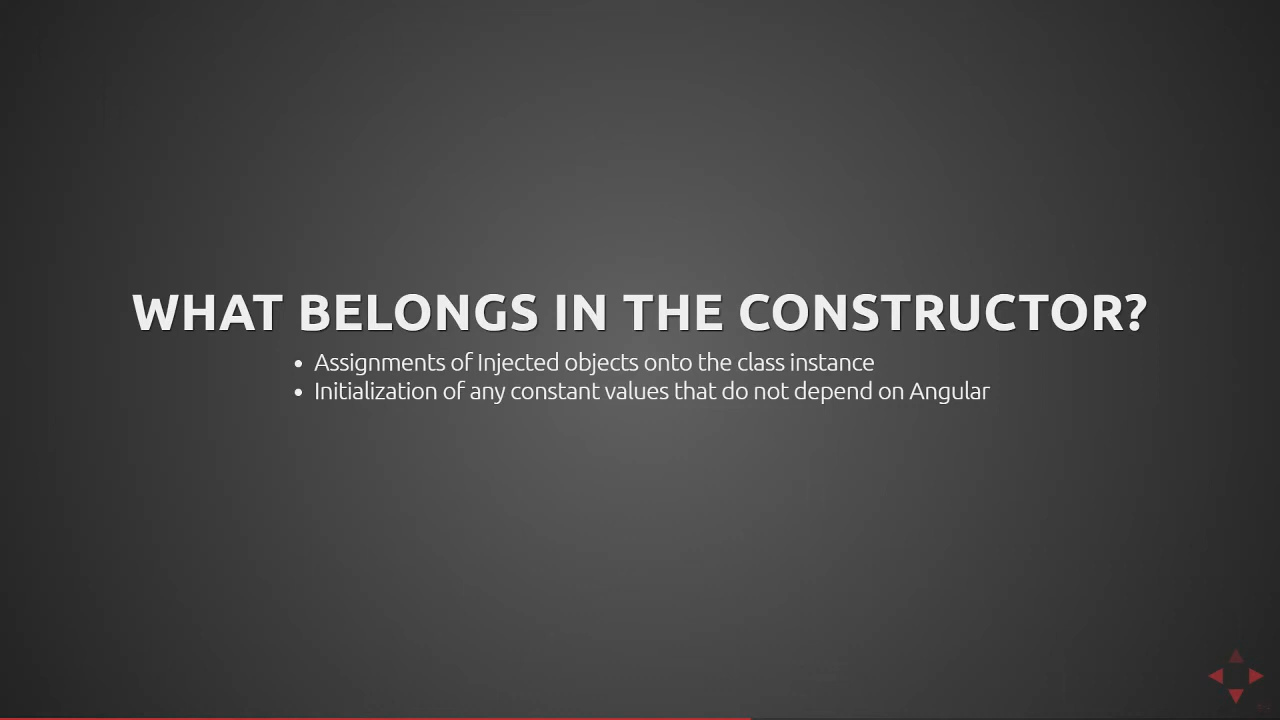 WHAT BELONGS IN THE CONSTRUCTOR?
• Assignments of Injected objects onto the class instance
• Initialization of any constant values that do not depend on Angular